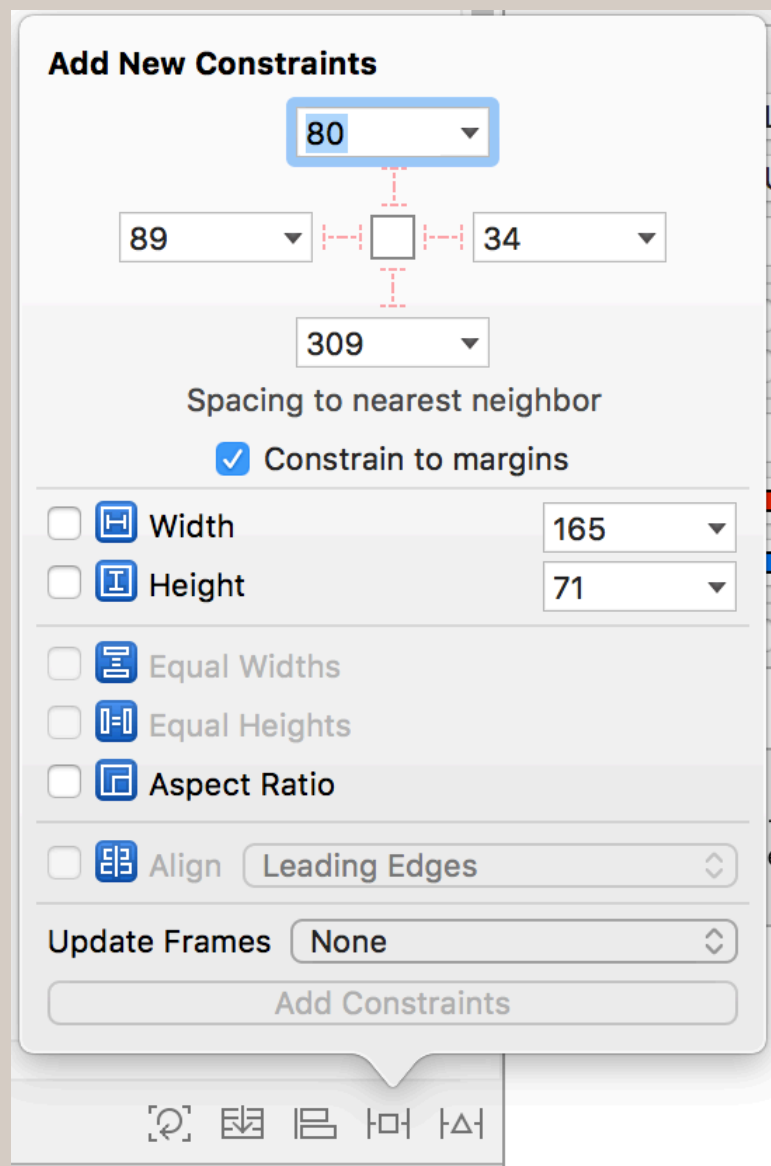 Add New Constraints
80
89 34
309
Spacing to nearest neighbor
Constrain to margins
Width 165
Height 71
Equal Widths
Equal Heights
Aspect Ratio
Align Leading Edges
Update Frames None
Add Constraints